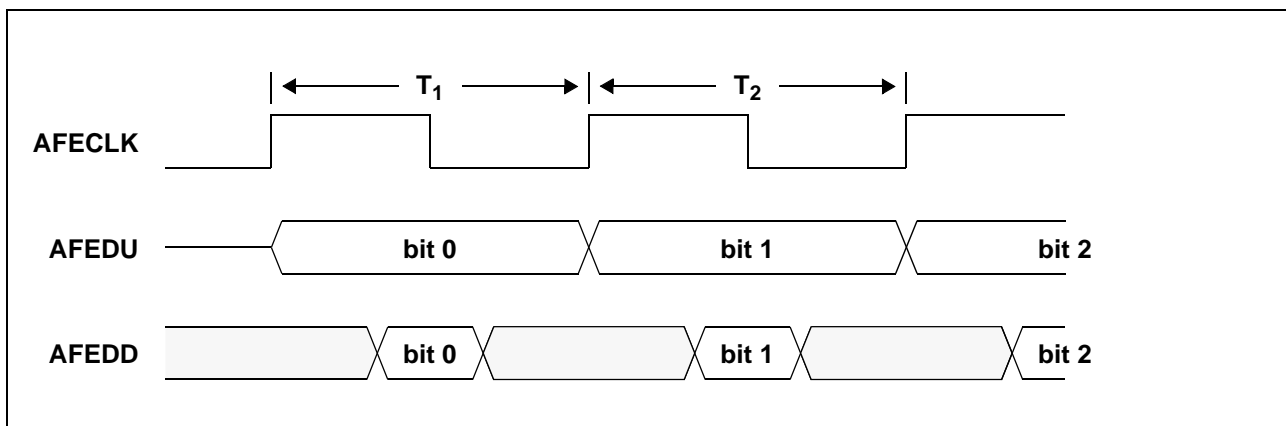 T1 T2
AFECLK
AFEDU bit 0 bit 1 bit 2
AFEDD bit 0 bit 1 bit 2